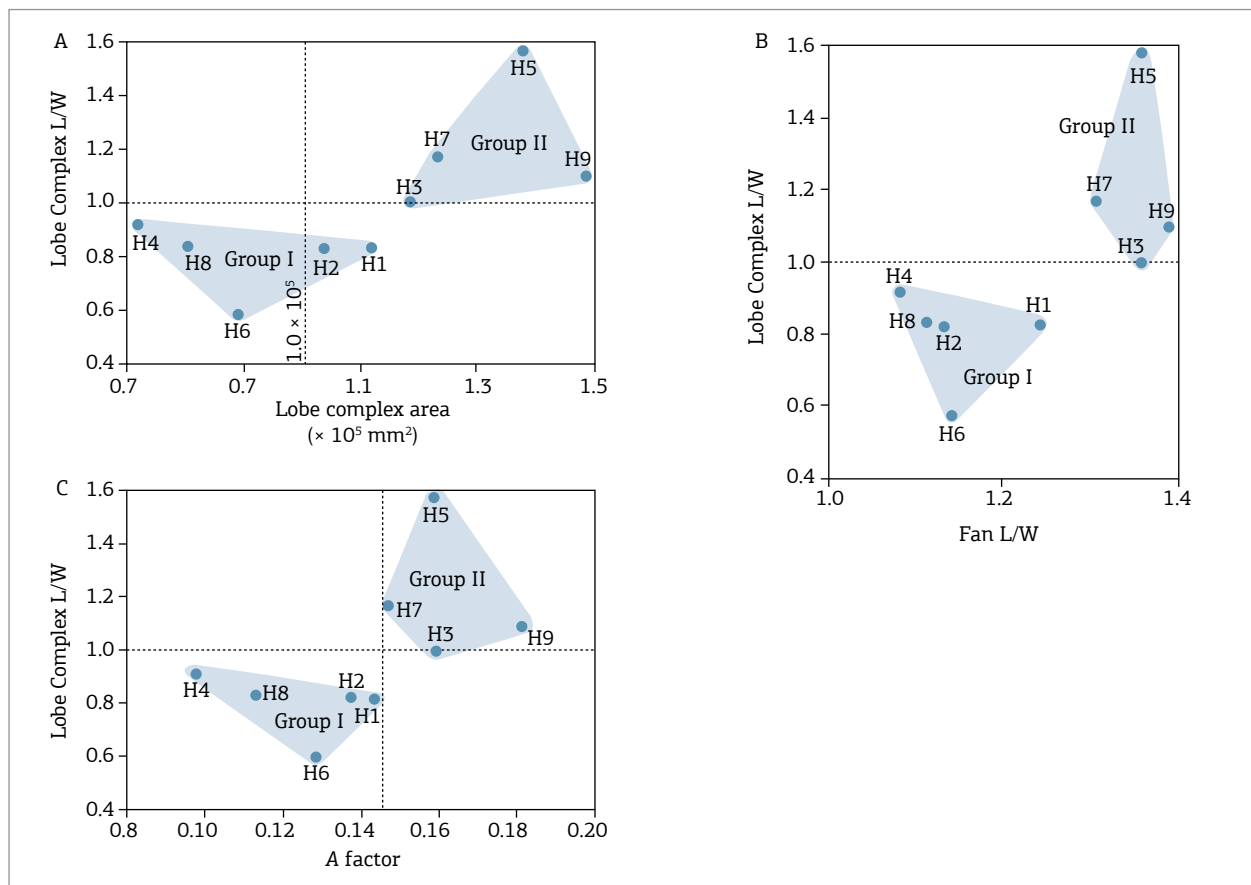 A
Lobe Complex L/W
1.6
1.4
1.2
1.0
0.8
0.6
0.4
H5
H7
Group II
H9
H3
H4
H8
Group I
H2
H1
H6
1.0 × 10⁵
0.7
0.7
1.1
1.3
1.5
Lobe complex area
(× 10⁵ mm²)
B
Lobe Complex L/W
1.6
1.4
1.2
1.0
0.8
0.6
0.4
H5
Group II
H7
H9
H3
H4
H1
H8
H2
Group I
H6
1.0
1.2
1.4
Fan L/W
C
Lobe Complex L/W
1.6
1.4
1.2
1.0
0.8
0.6
0.4
H5
Group II
H7
H3
H9
H4
H8
H2
Group I
H1
H6
0.8
0.10
0.12
0.14
0.16
0.18
0.20
A factor